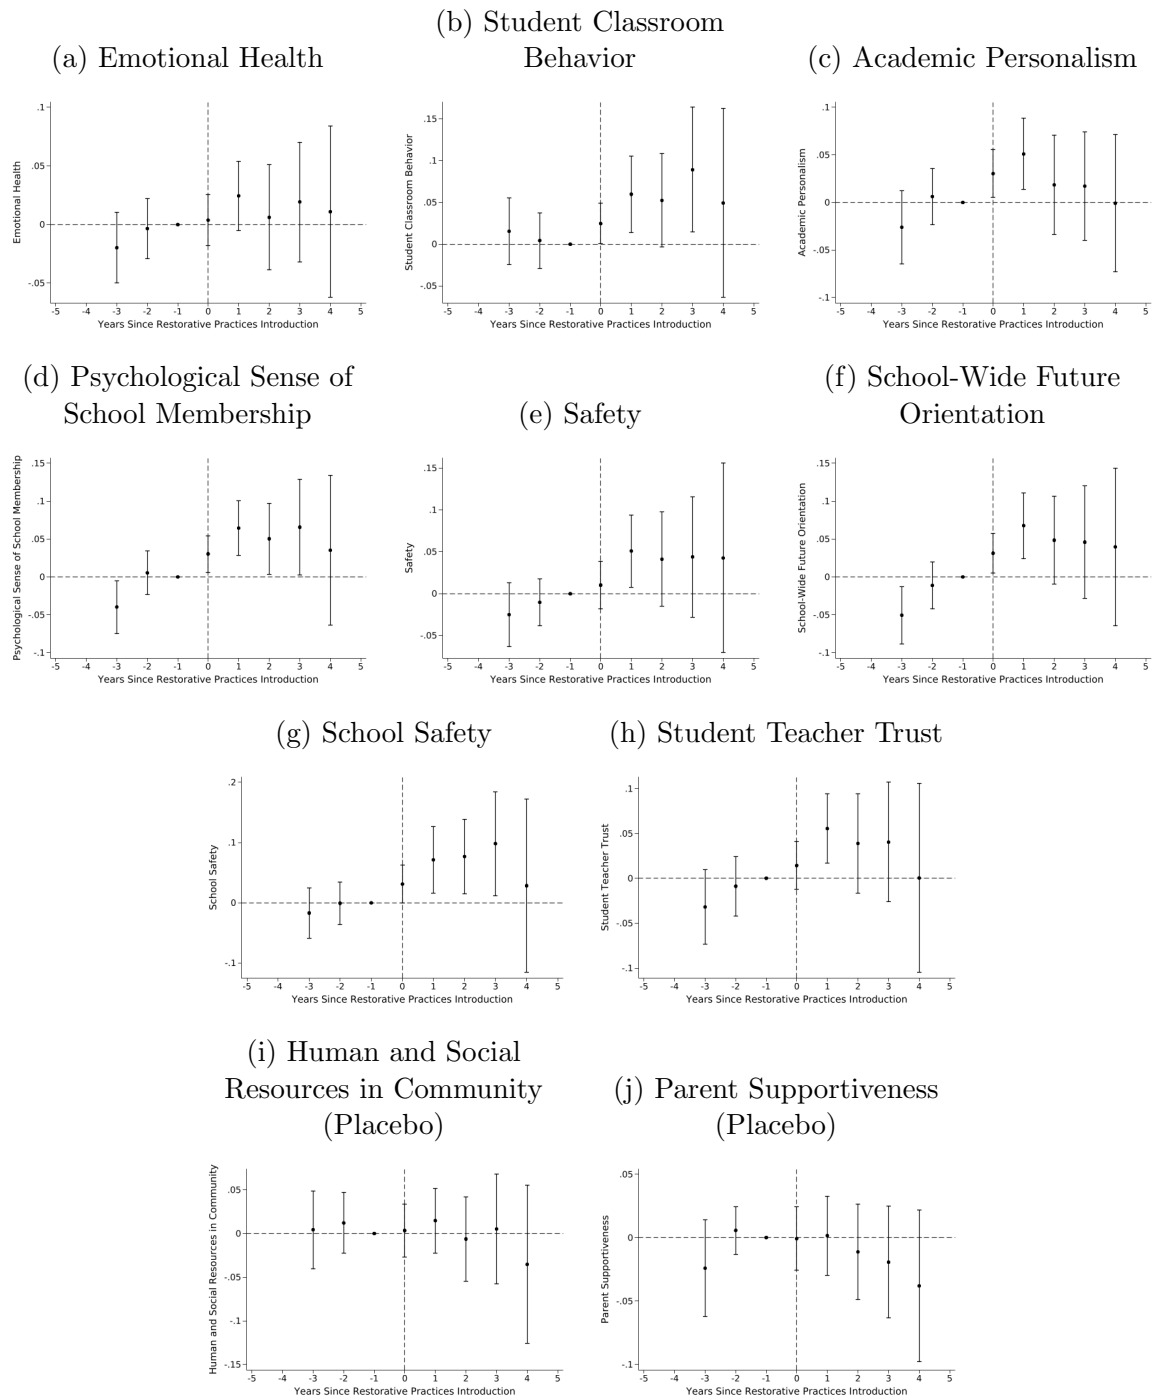 (a) Emotional Health
(b) Student Classroom
Behavior
(c) Academic Personalism
.1
.05
0
-.05
Emotional Health
-5 -4 -3 -2 -1 0 1 2 3 4 5
Years Since Restorative Practices Introduction
.15
.1
.05
0
-.05
Student Classroom Behavior
-5 -4 -3 -2 -1 0 1 2 3 4 5
Years Since Restorative Practices Introduction
.1
.05
0
-.05
-.1
Academic Personalism
-5 -4 -3 -2 -1 0 1 2 3 4 5
Years Since Restorative Practices Introduction
(d) Psychological Sense of
School Membership
(e) Safety
(f) School-Wide Future
Orientation
.15
.1
.05
0
-.05
-.1
Psychological Sense of School Membership
-5 -4 -3 -2 -1 0 1 2 3 4 5
Years Since Restorative Practices Introduction
.15
.1
.05
0
-.05
Safety
-5 -4 -3 -2 -1 0 1 2 3 4 5
Years Since Restorative Practices Introduction
.15
.1
.05
0
-.05
-.1
School-Wide Future Orientation
-5 -4 -3 -2 -1 0 1 2 3 4 5
Years Since Restorative Practices Introduction
(g) School Safety
(h) Student Teacher Trust
.2
.1
0
-.1
School Safety
-5 -4 -3 -2 -1 0 1 2 3 4 5
Years Since Restorative Practices Introduction
.1
.05
0
-.05
-.1
Student Teacher Trust
-5 -4 -3 -2 -1 0 1 2 3 4 5
Years Since Restorative Practices Introduction
(i) Human and Social
Resources in Community
(Placebo)
(j) Parent Supportiveness
(Placebo)
.05
0
-.05
-.1
-.15
Human and Social Resources in Community
-5 -4 -3 -2 -1 0 1 2 3 4 5
Years Since Restorative Practices Introduction
.05
0
-.05
-.1
Parent Supportiveness
-5 -4 -3 -2 -1 0 1 2 3 4 5
Years Since Restorative Practices Introduction